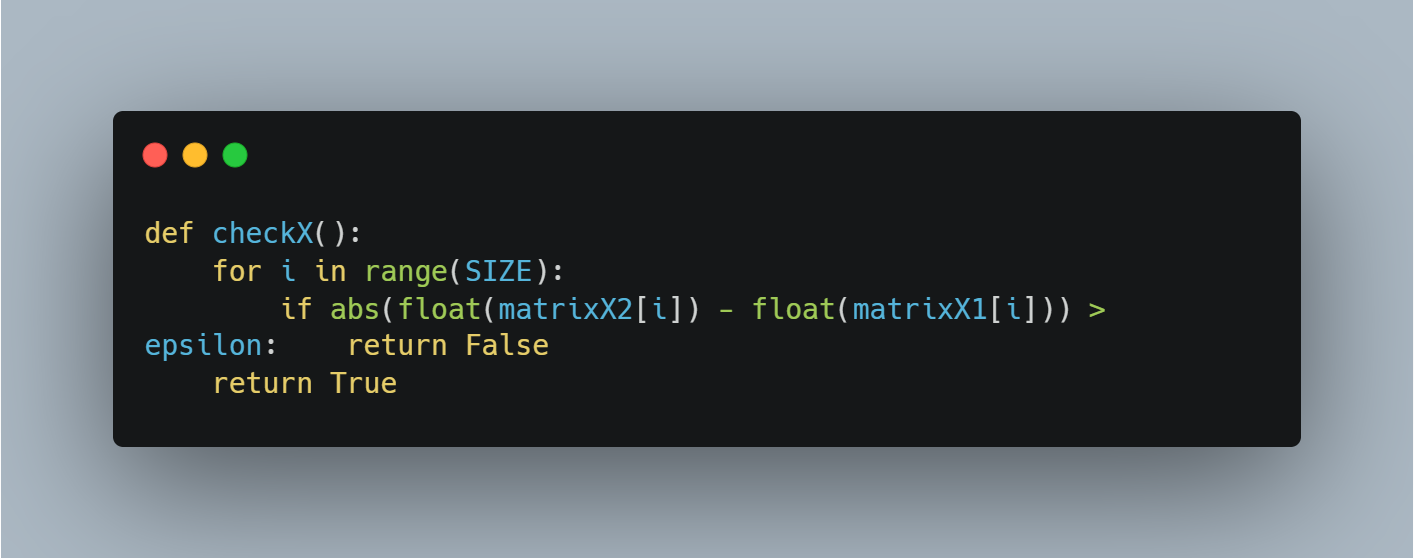 def checkX():
    for i in range(SIZE):
        if abs(float(matrixX2[i]) - float(matrixX1[i])) >
epsilon:    return False
    return True